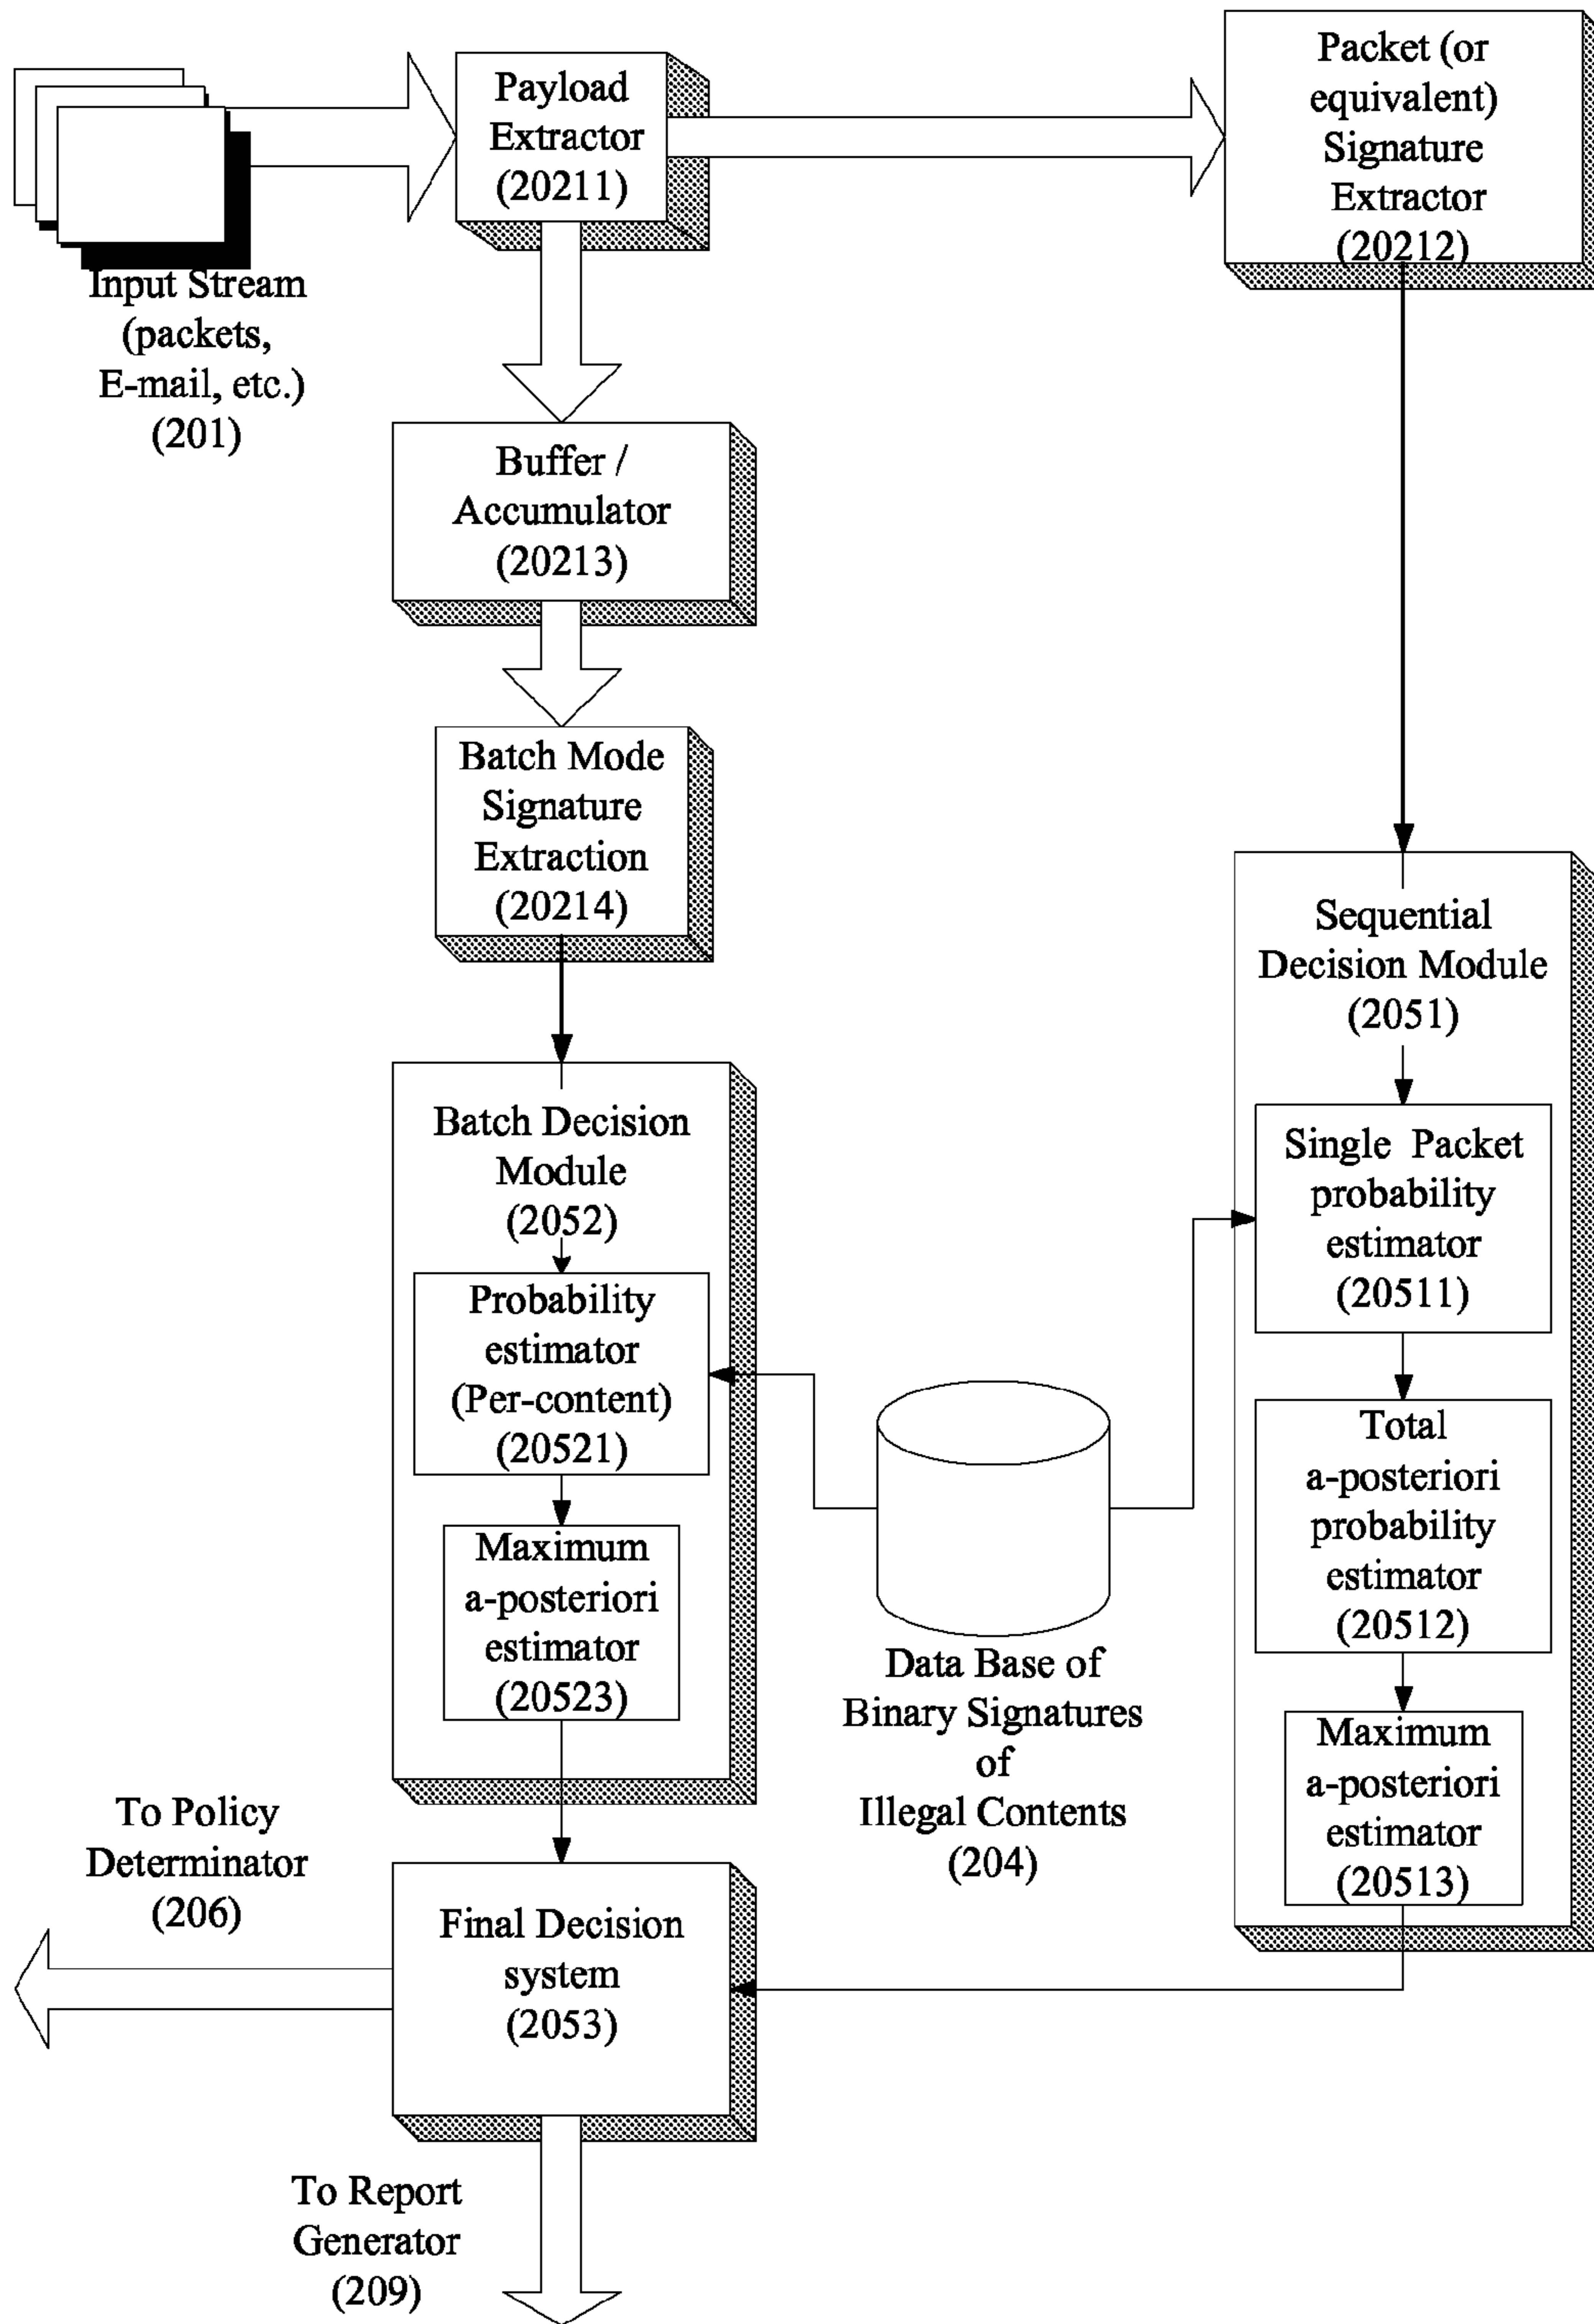 Payload
Extractor
(20211)
Packet (or
equivalent)
Signature
Extractor
(20212)
Input Stream
(packets,
E-mail, etc.)
(201)
Buffer /
Accumulator
(20213)
Batch Mode
Signature
Extraction
(20214)
Sequential
Decision Module
(2051)
Batch Decision
Module
(2052)
Single Packet
probability
estimator
(20511)
Probability
estimator
(Per-content)
(20521)
Total
a-posteriori
probability
estimator
(20512)
Maximum
a-posteriori
estimator
(20523)
Data Base of
Binary Signatures
of
Illegal Contents
(204)
Maximum
a-posteriori
estimator
(20513)
To Policy
Determinator
(206)
Final Decision
system
(2053)
To Report
Generator
(209)